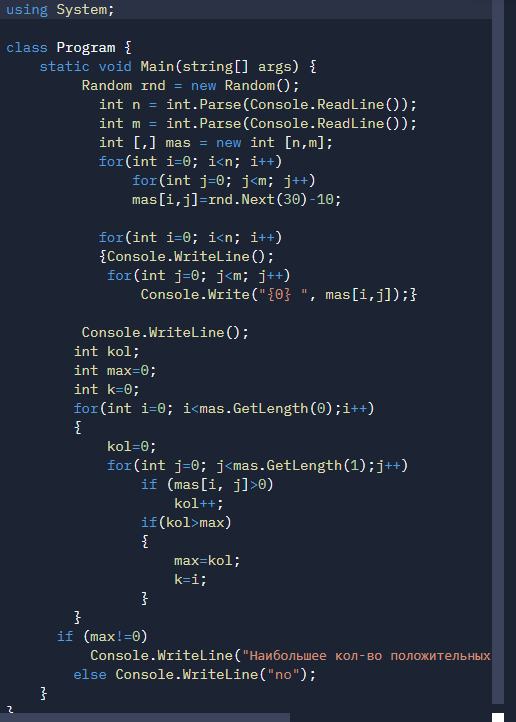 using System;
class Program {
static void Main(string[] args) {
Random rnd = new Random();
int n = int.Parse(Console.ReadLine());
int m = int.Parse(Console.ReadLine());
int [,] mas = new int [n,m];
for(int i=0; i<n; i++)
for(int j=0; j<m; j++)
mas[i,j]=rnd.Next(30)-10;
for(int i=0; i<n; i++)
{Console.WriteLine();
for(int j=0; j<m; j++)
Console.Write("{0} ", mas[i,j]);}
Console.WriteLine();
int kol;
int max=0;
int k=0;
for(int i=0; i<mas.GetLength(0);i++)
{
kol=0;
for(int j=0; j<mas.GetLength(1);j++)
if (mas[i, j]>0)
kol++;
if(kol>max)
{
max=kol;
k=i;
}
}
if (max!=0)
Console.WriteLine("Наибольшее кол-во положительных
else Console.WriteLine("no");
}
}